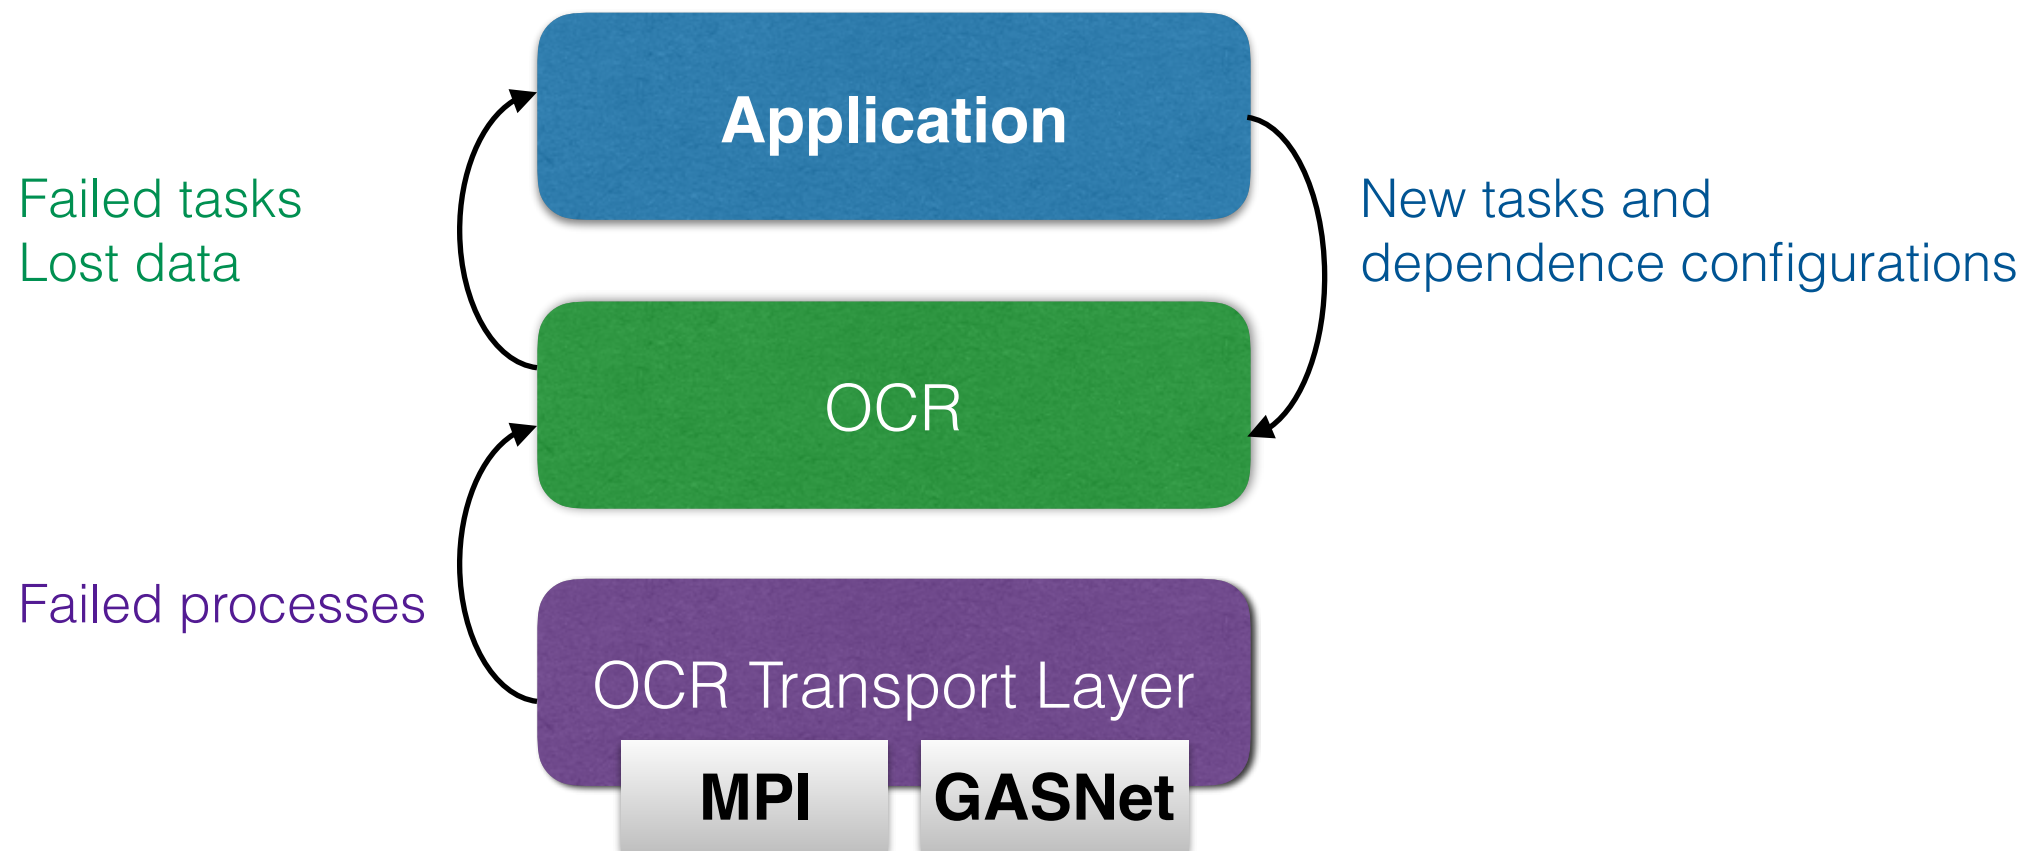 Application
Failed tasks
Lost data
New tasks and
dependence configurations
OCR
Failed processes
OCR Transport Layer
MPI
GASNet